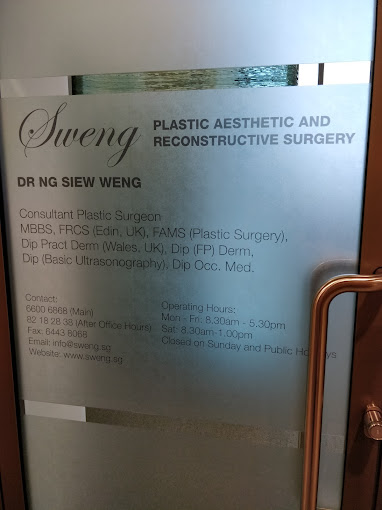 Sweng
PLASTIC AESTHETIC AND
RECONSTRUCTIVE SURGERY
DR NG SIEW WENG
Consultant Plastic Surgeon
MBBS, FRCS (Edin, UK), FAMS (Plastic Surgery),
Dip Pract Derm (Wales, UK), Dip (FP) Derm,
Dip (Basic Ultrasonography), Dip Occ. Med.
Contact:
6600 6868 (Main)
82 18 28 38 (After Office Hours)
Fax: 6443 8068
Email: info@sweng.sg
Website: www.sweng.sg
Operating Hours:
Mon - Fri: 8.30am - 5.30pm
Sat: 8.30am-1.00pm
Closed on Sunday and Public Holidays